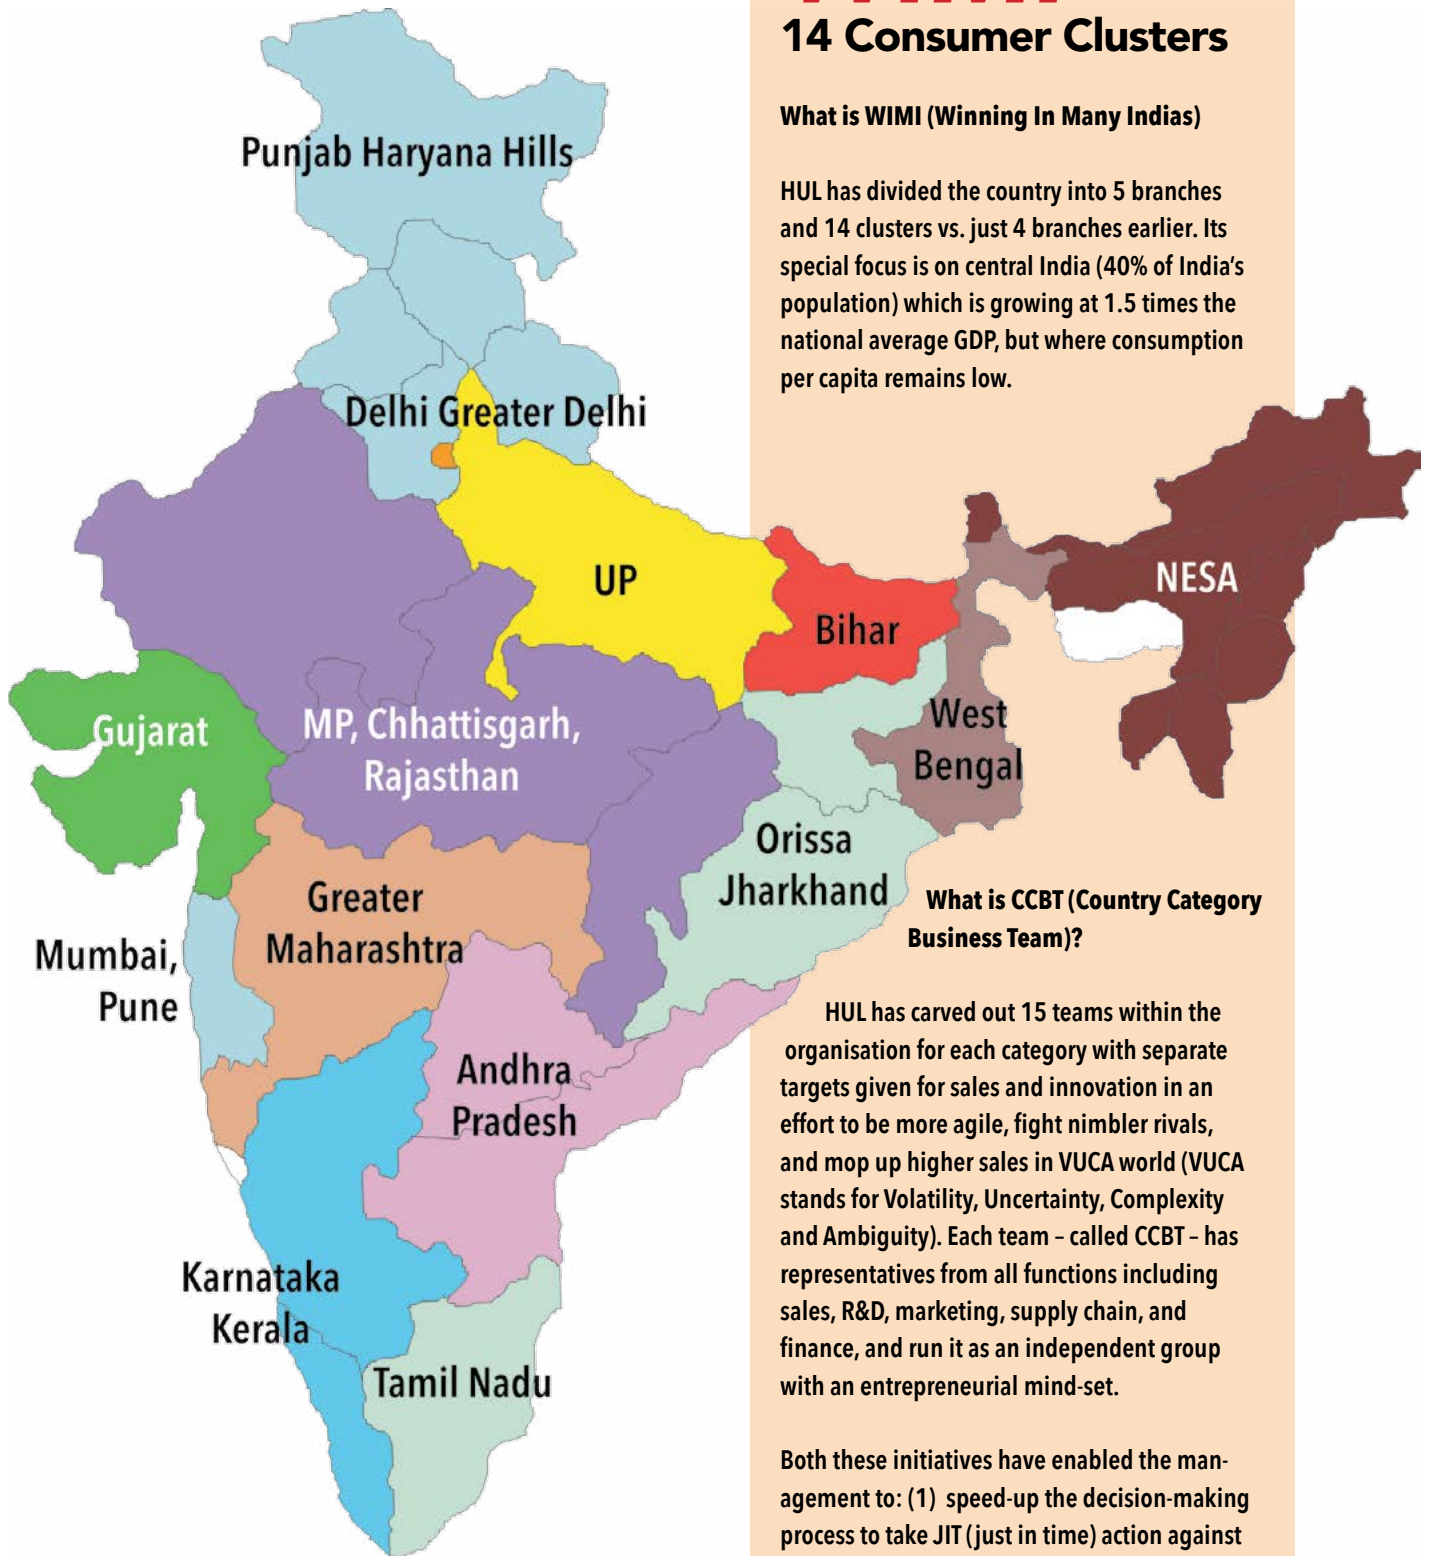 14 Consumer Clusters
What is WIMI (Winning In Many Indias)
HUL has divided the country into 5 branches
and 14 clusters vs. just 4 branches earlier. Its
special focus is on central India (40% of India's
population) which is growing at 1.5 times the
national average GDP, but where consumption
per capita remains low.
Punjab Haryana Hills
Delhi Greater Delhi
UP
Bihar
NESA
Gujarat
MP, Chhattisgarh,
Rajasthan
West
Bengal
Orissa
Jharkhand
Greater
Maharashtra
Mumbai,
Pune
Andhra
Pradesh
Karnataka
Kerala
Tamil Nadu
What is CCBT (Country Category
Business Team)?
HUL has carved out 15 teams within the
organisation for each category with separate
targets given for sales and innovation in an
effort to be more agile, fight nimbler rivals,
and mop up higher sales in VUCA world (VUCA
stands for Volatility, Uncertainty, Complexity
and Ambiguity). Each team – called CCBT – has
representatives from all functions including
sales, R&D, marketing, supply chain, and
finance, and run it as an independent group
with an entrepreneurial mind-set.
Both these initiatives have enabled the man-
agement to: (1) speed-up the decision-making
process to take JIT (just in time) action against